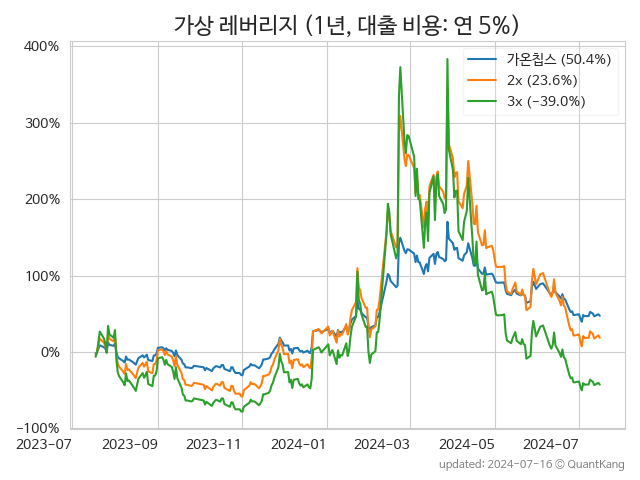 가상 레버리지 (1년, 대출 비용: 연 5%)
가온칩스 (50.4%)
2x (23.6%)
3x (−39.0%)
400%
300%
200%
100%
0%
−100%
2023-07
2023-09
2023-11
2024-01
2024-03
2024-05
2024-07
updated: 2024-07-16 © QuantKang